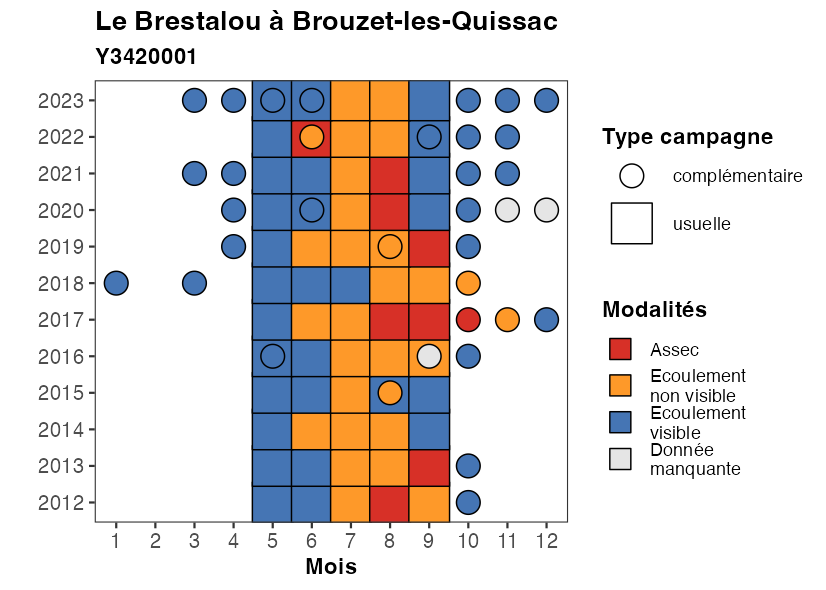 Le Brestalou à Brouzet-les-Quissac
Y3420001
2023
2022
2021
2020
2019
2018
2017
2016
2015
2014
2013
2012
1 2 3 4 5 6 7 8 9 10 11 12
Mois
Type campagne
complémentaire
usuelle
Modalités
Assec
Ecoulement
non visible
Ecoulement
visible
Donnée
manquante